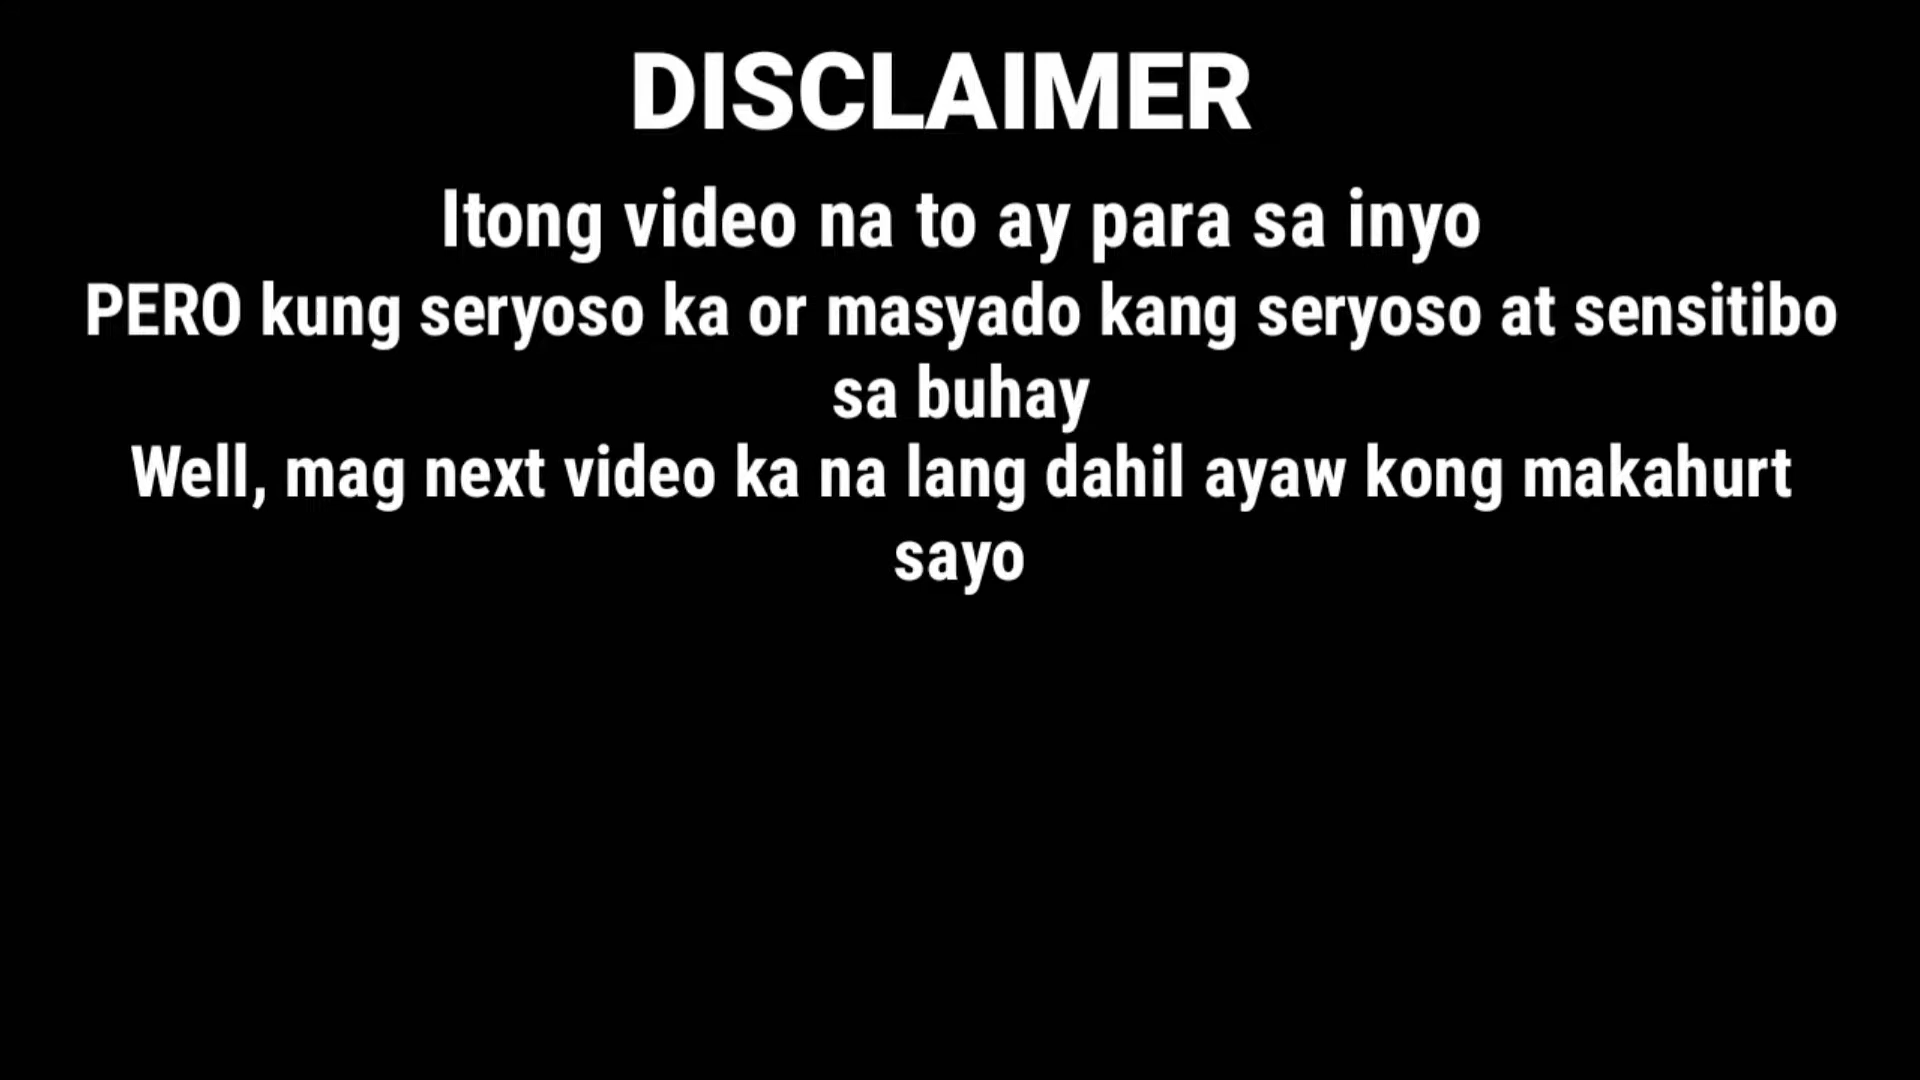 DISCLAIMER
Itong video na to ay para sa inyo
PERO kung seryoso ka or masyado kang seryoso at sensitibo
sa buhay
Well, mag next video ka na lang dahil ayaw kong makahurt
sayo